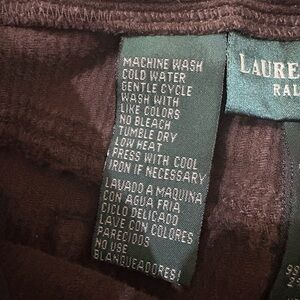 MACHINE WASH
COLD WATER
GENTLE CYCLE
WASH WITH
LIKE COLORS
NO BLEACH
TUMBLE DRY
LOW HEAT
PRESS WITH COOL
IRON IF NECESSARY
LAVADO A MAQUINA
CON AGUA FRIA
CICLO DELICADO
LAVE CON COLORES
PARECIDOS
NO USE
BLANQUEADORES!
LAURE
RAL